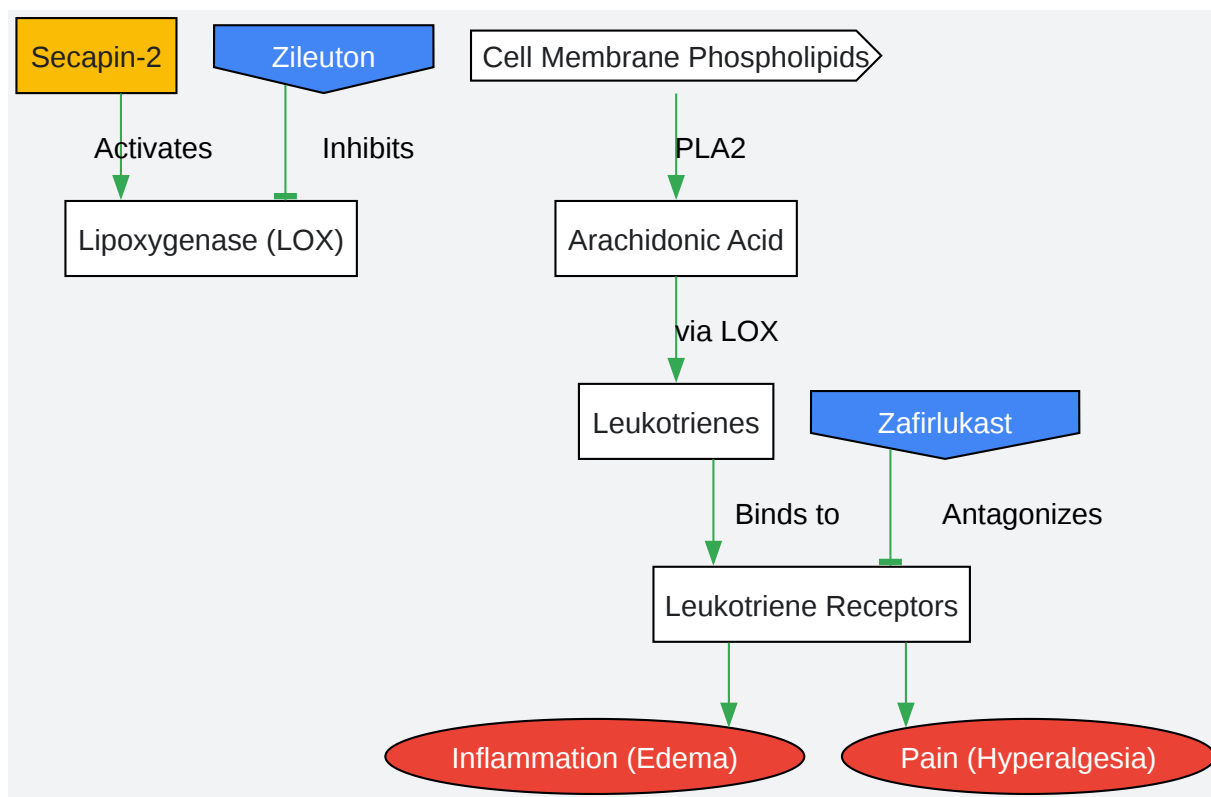 Secapin-2
Zileuton
Cell Membrane Phospholipids
Activates
Inhibits
PLA2
Lipoxygenase (LOX)
Arachidonic Acid
via LOX
Leukotrienes
Zafirlukast
Binds to
Antagonizes
Leukotriene Receptors
Inflammation (Edema)
Pain (Hyperalgesia)